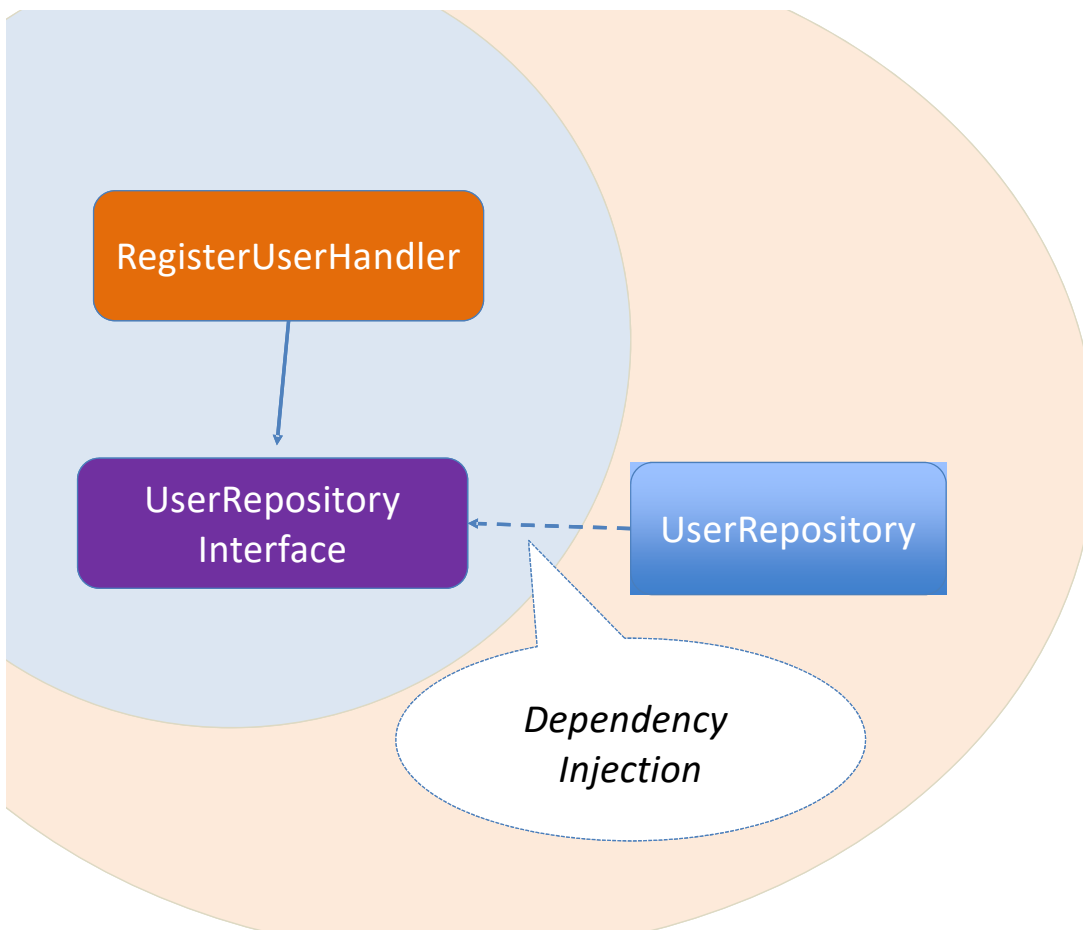 RegisterUserHandler
UserRepository
Interface
UserRepository
Dependency
Injection